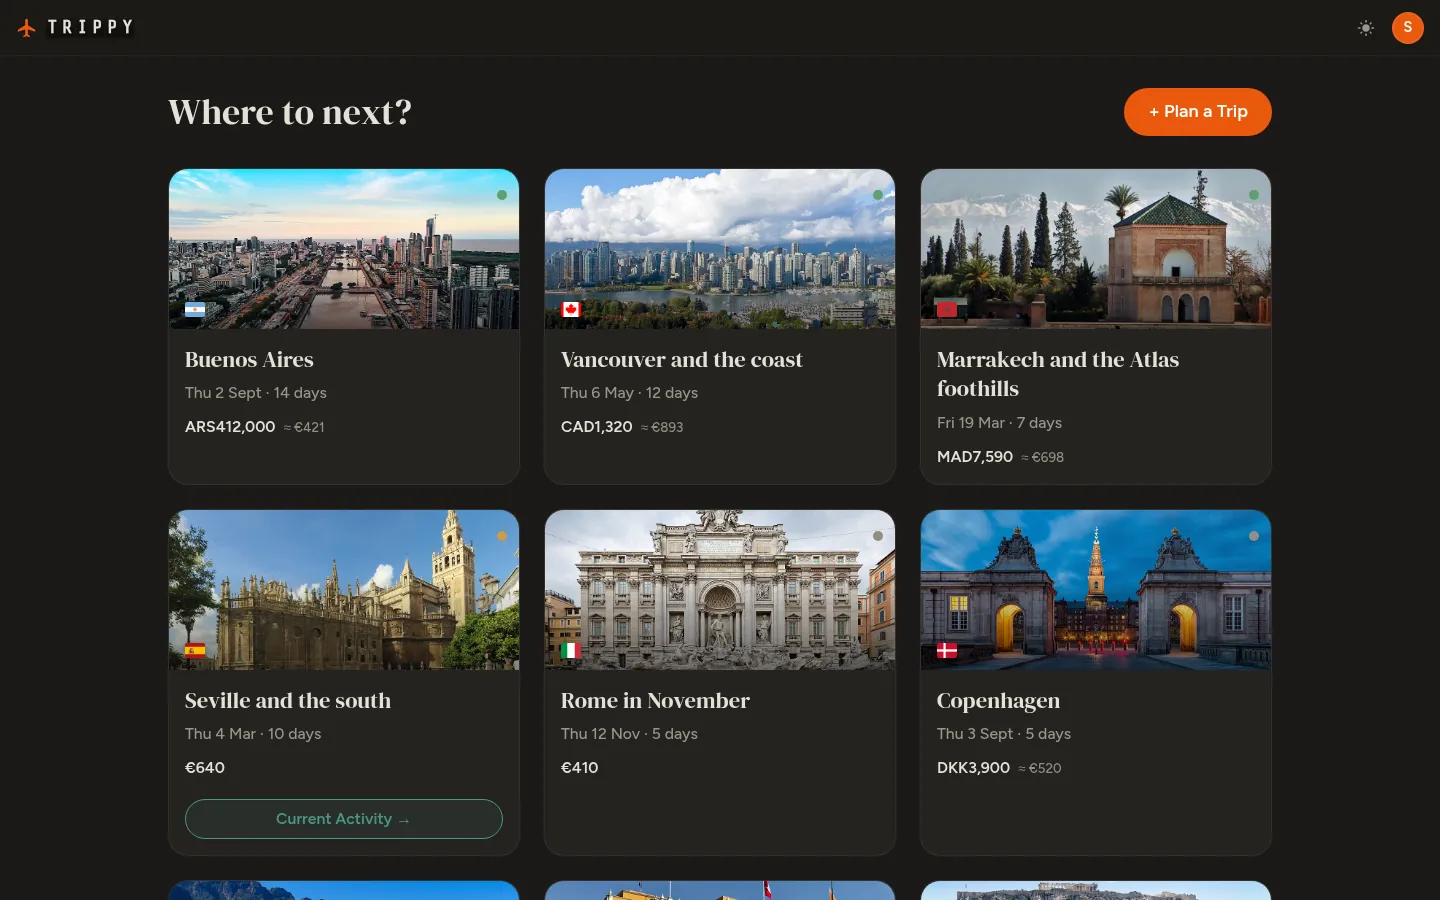 TRIPPY
S
Where to next?
+ Plan a Trip
Buenos Aires
Thu 2 Sept · 14 days
ARS412,000 ≈ €421
Vancouver and the coast
Thu 6 May · 12 days
CAD1,320 ≈ €893
Marrakech and the Atlas
foothills
Fri 19 Mar · 7 days
MAD7,590 ≈ €698
Seville and the south
Thu 4 Mar · 10 days
€640
Current Activity →
Rome in November
Thu 12 Nov · 5 days
€410
Copenhagen
Thu 3 Sept · 5 days
DKK3,900 ≈ €520